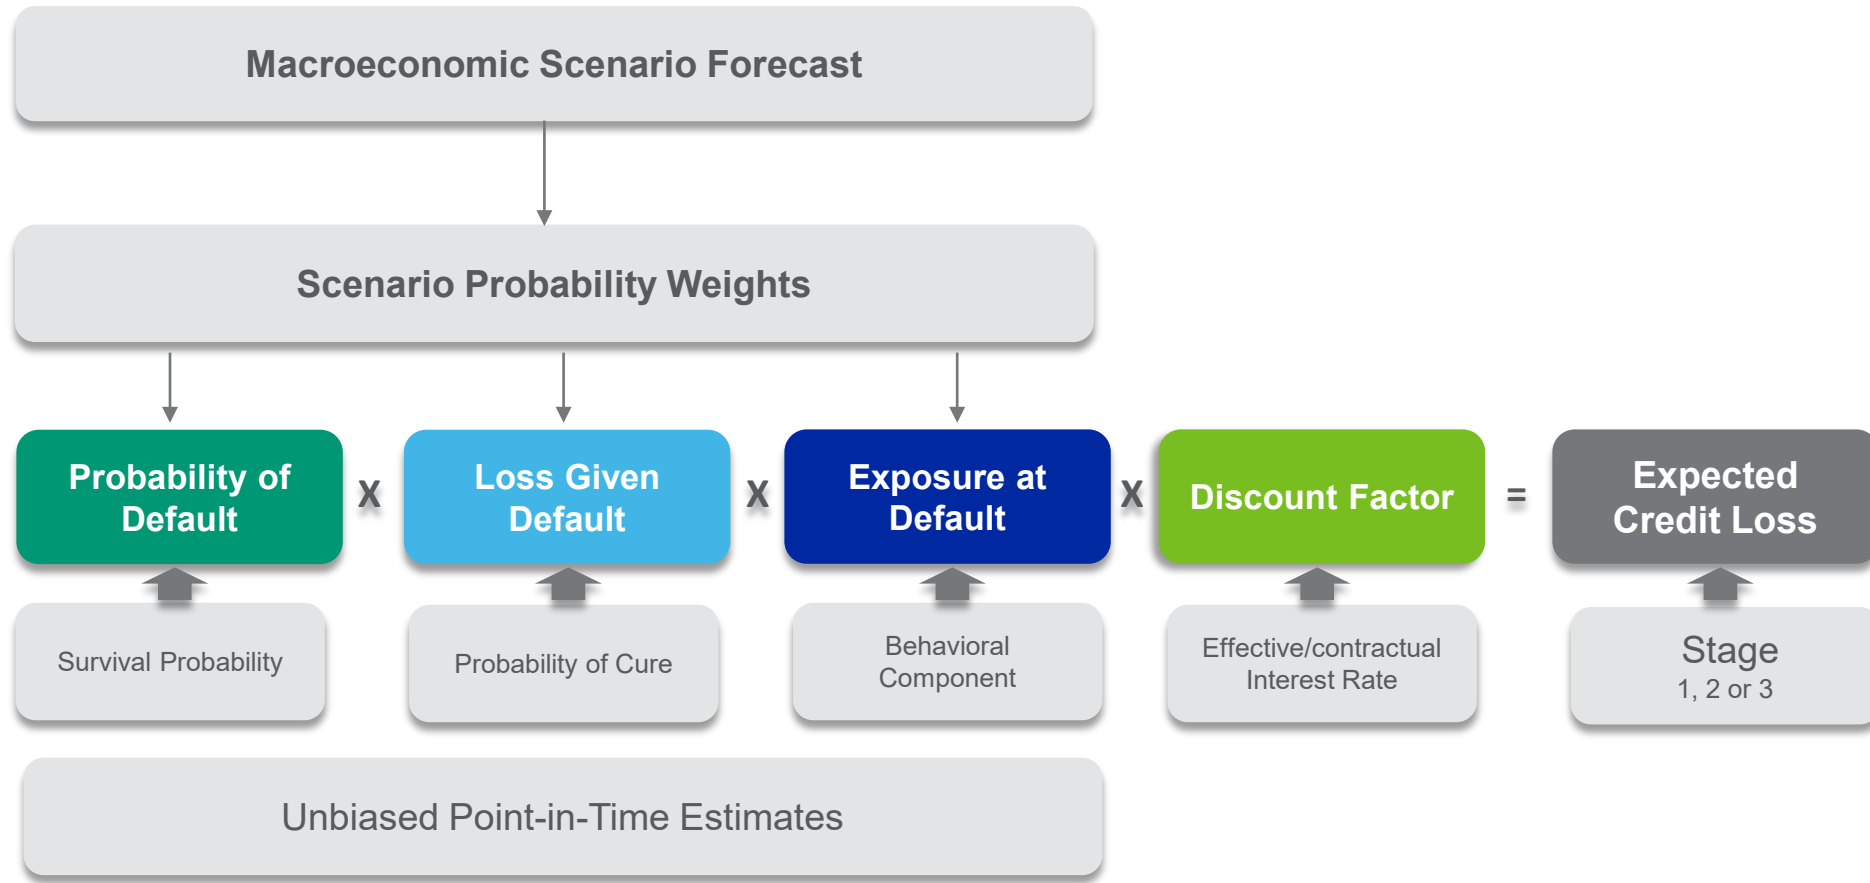 Macroeconomic Scenario Forecast
Scenario Probability Weights
Probability of
Default
X
Loss Given
Default
X
Exposure at
Default
X
Discount Factor
=
Expected
Credit Loss
Survival Probability
Probability of Cure
Behavioral
Component
Effective/contractual
Interest Rate
Stage
1, 2 or 3
Unbiased Point-in-Time Estimates